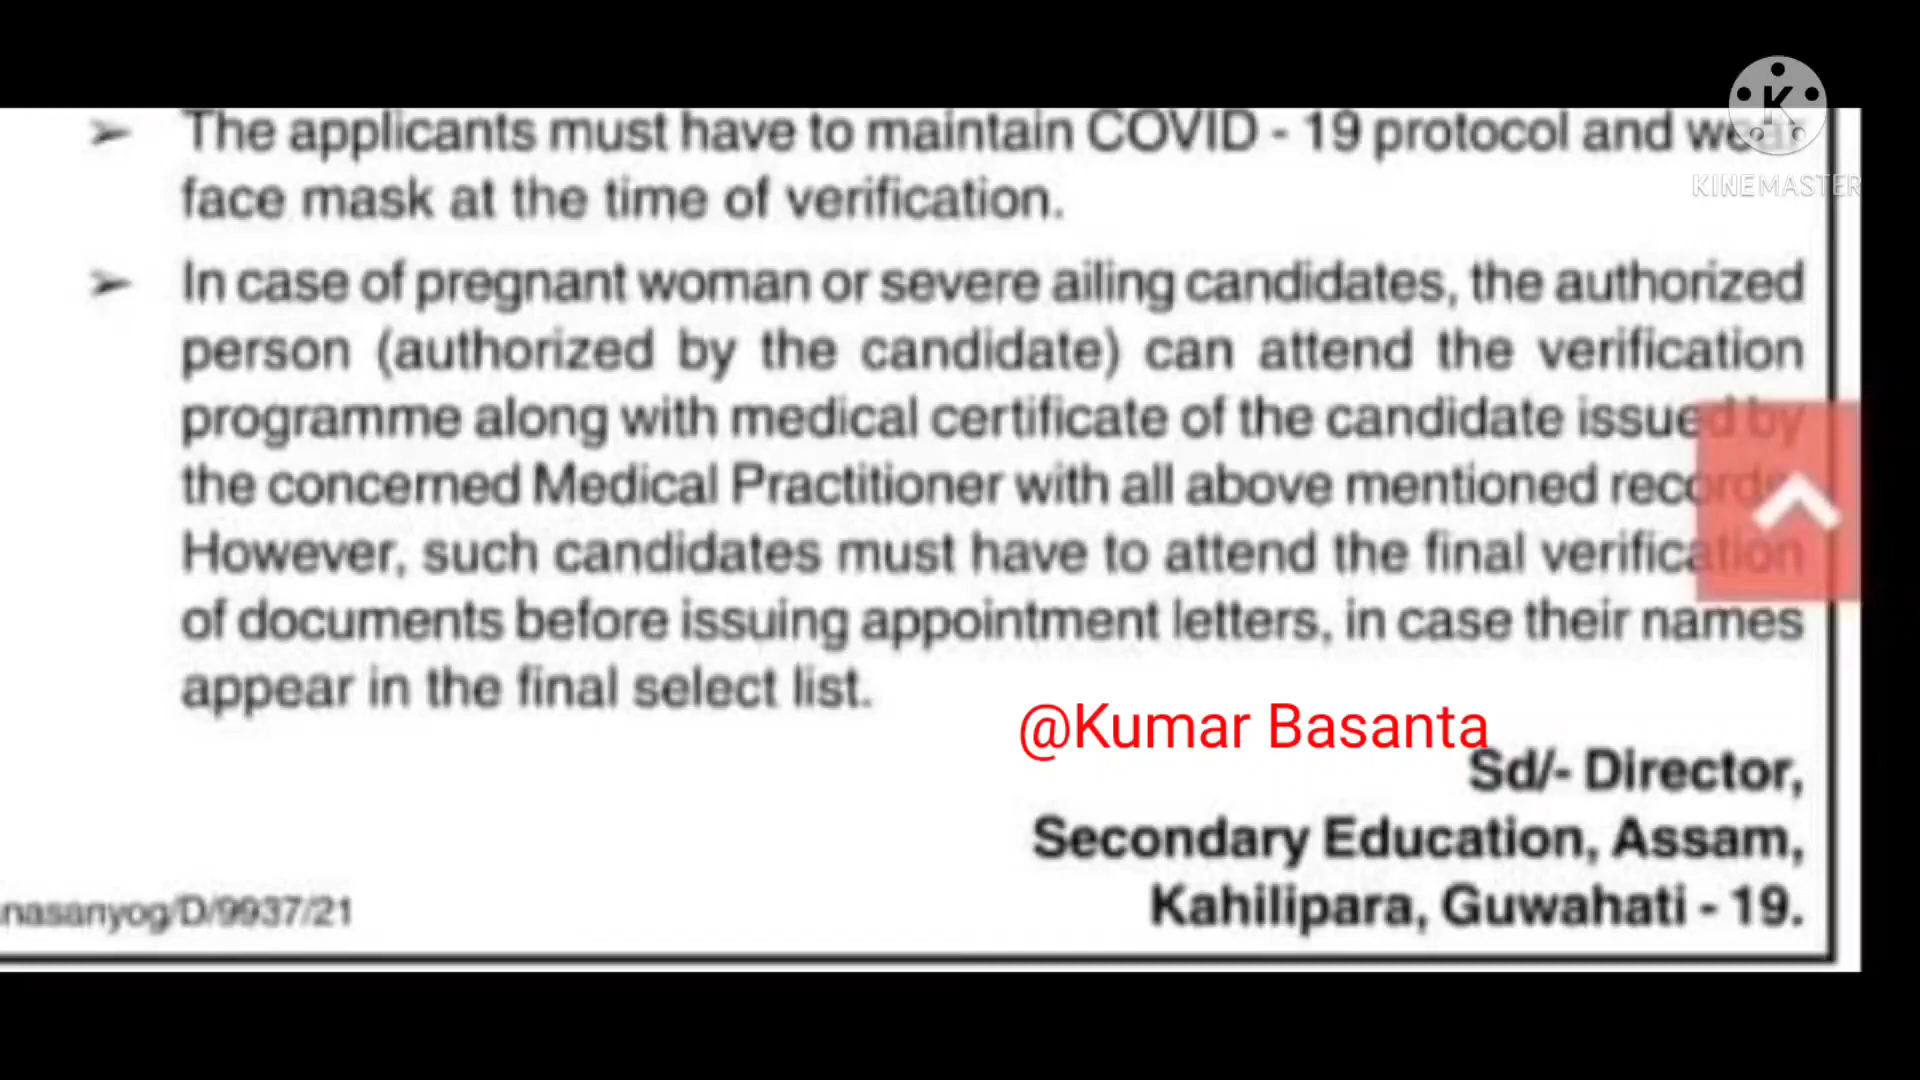 The applicants must have to maintain COVID - 19 protocol and wear
KINEMASTER
face mask at the time of verification.
In case of pregnant woman or severe ailing candidates, the authorized
person (authorized by the candidate) can attend the verification
programme along with medical certificate of the candidate issued by
the concerned Medical Practitioner with all above mentioned records.
However, such candidates must have to attend the final verification
of documents before issuing appointment letters, in case their names
appear in the final select list.
@Kumar Basanta
Sd/- Director,
Secondary Education, Assam,
Kahilipara, Guwahati - 19.
nasanyog/D/9937/21